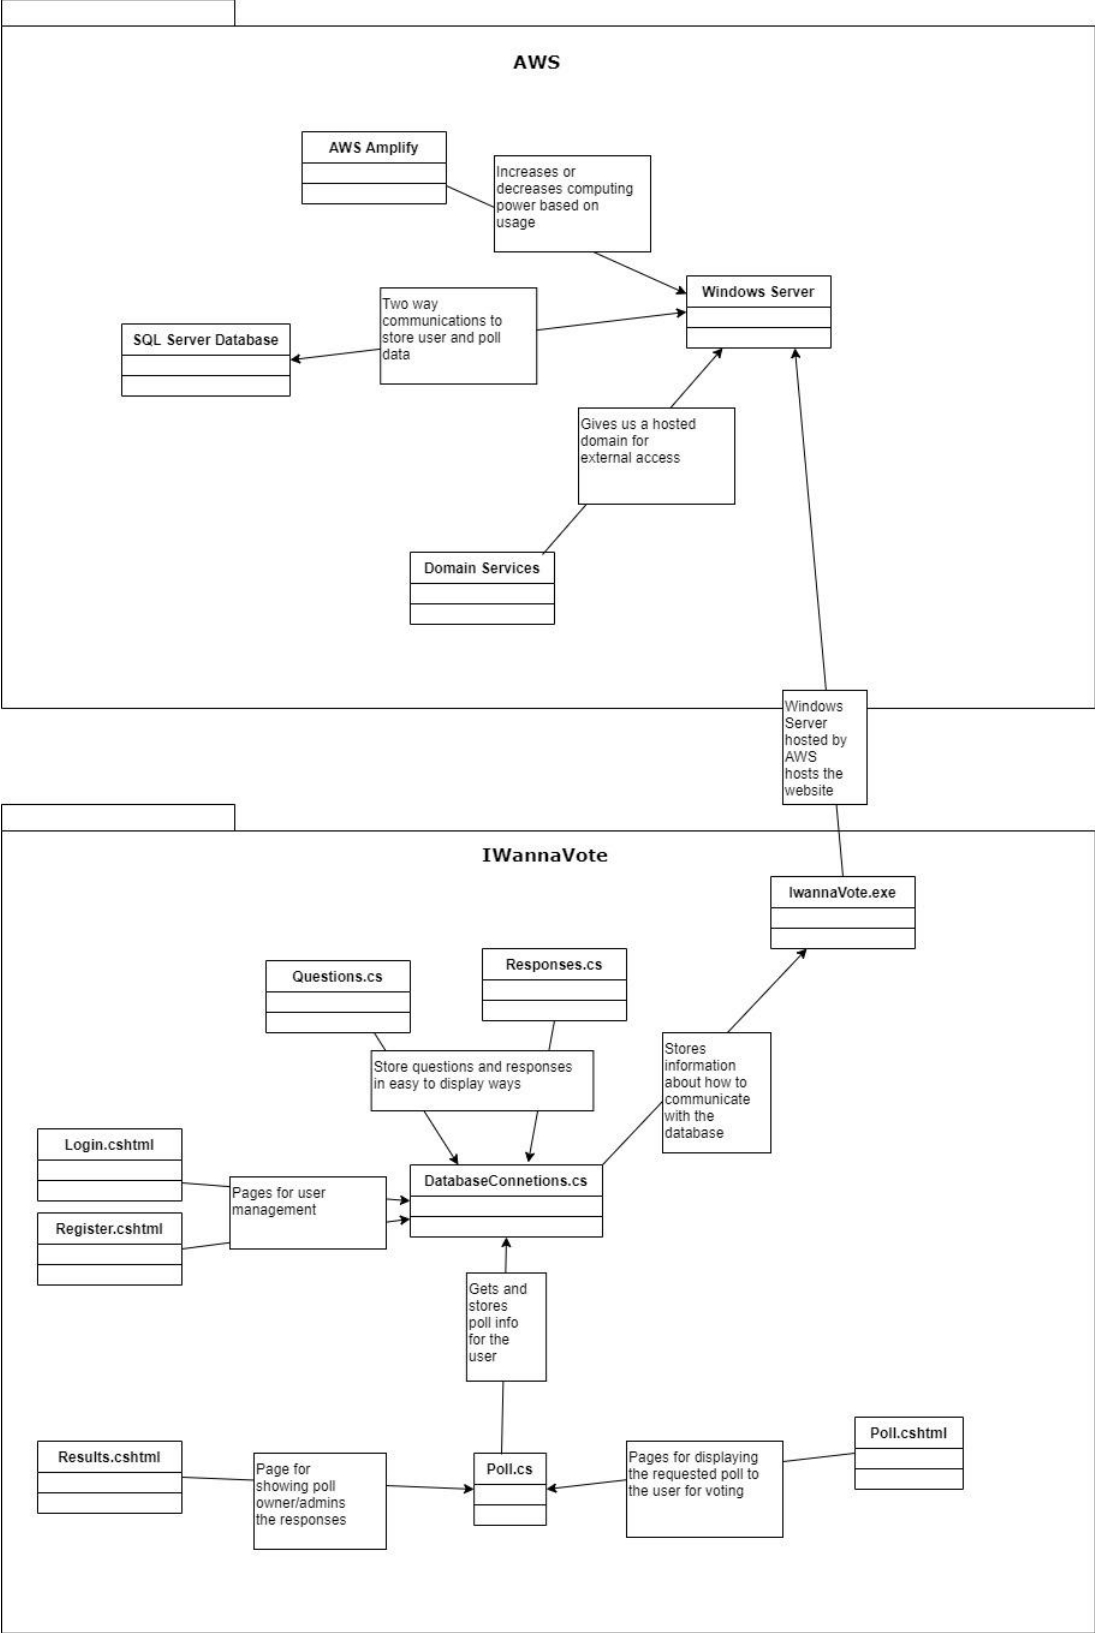 AWS
AWS Amplify
Increases or
decreases computing
power based on
usage
Windows Server
Two way
communications to
store user and poll
data
SQL Server Database
Gives us a hosted
domain for
external access
Domain Services
Windows
Server
hosted by
AWS
hosts the
website
IWannaVote
IwannaVote.exe
Questions.cs
Responses.cs
Store questions and responses
in easy to display ways
Stores
information
about how to
communicate
with the
database
Login.cshtml
Pages for user
management
DatabaseConnetions.cs
Register.cshtml
Gets and
stores
poll info
for the
user
Results.cshtml
Page for
showing poll
owner/admins
the responses
Poll.cs
Pages for displaying
the requested poll to
the user for voting
Poll.cshtml